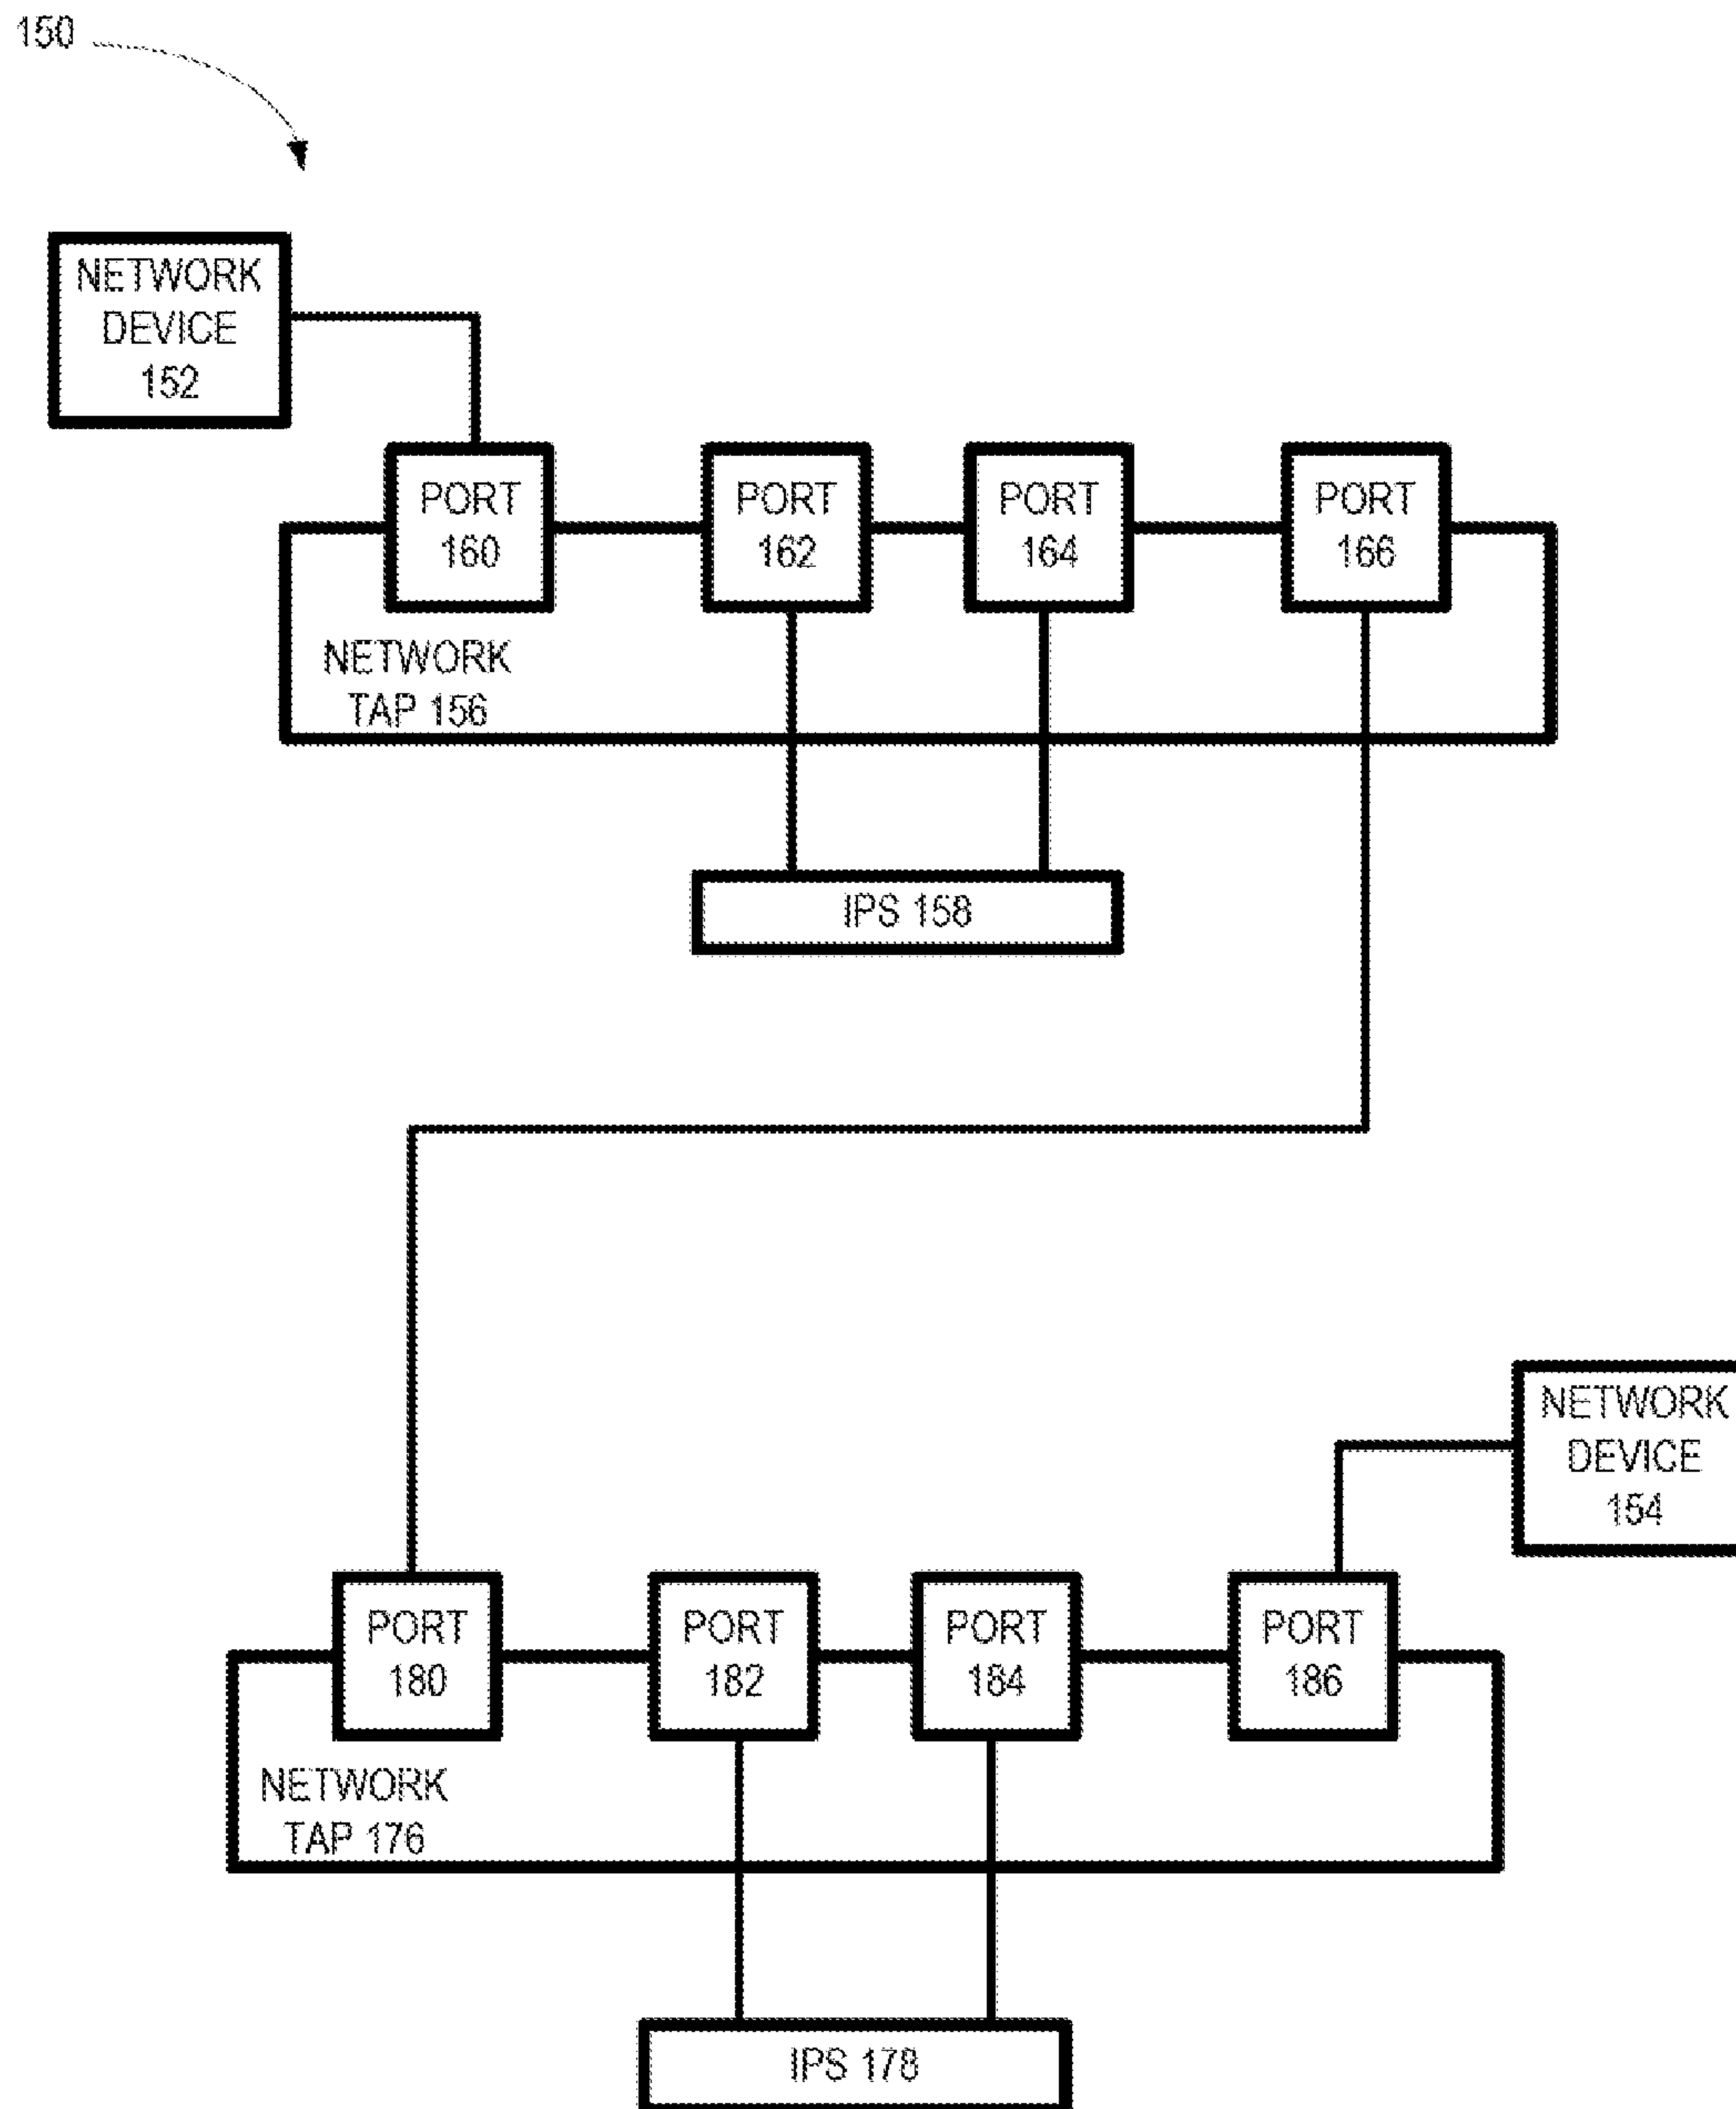 150
NETWORK
DEVICE
152
PORT
160
PORT
162
PORT
164
PORT
166
NETWORK
TAP 156
IPS 158
NETWORK
DEVICE
154
PORT
180
PORT
182
PORT
184
PORT
186
NETWORK
TAP 176
IPS 178